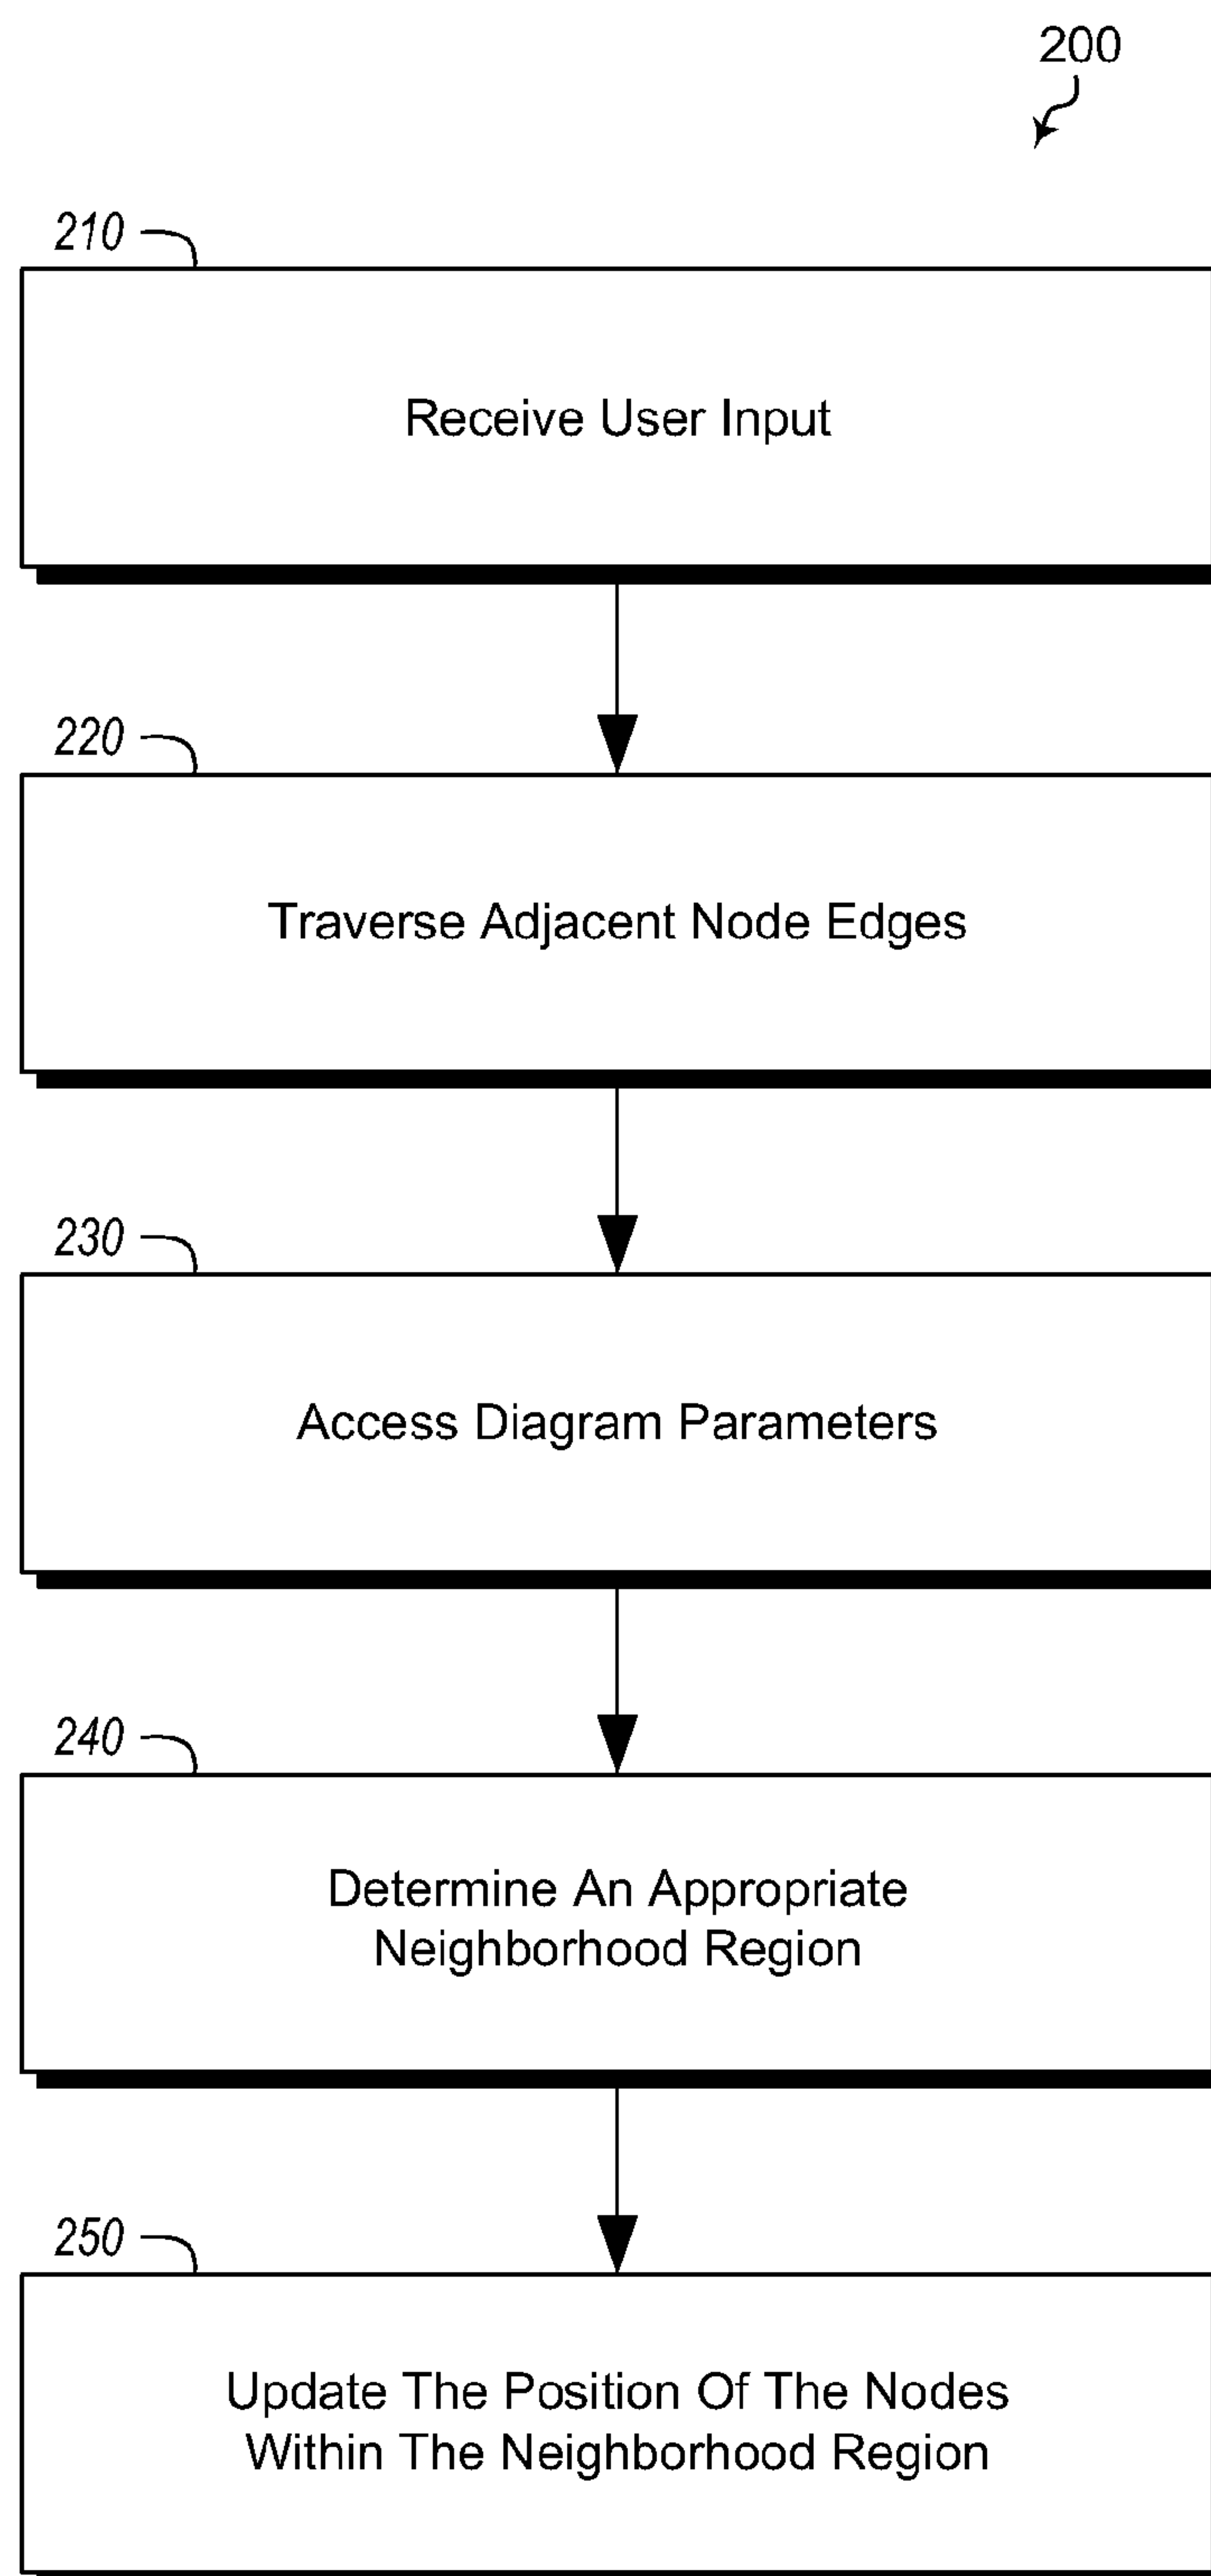 200
210
Receive User Input
220
Traverse Adjacent Node Edges
230
Access Diagram Parameters
240
Determine An Appropriate
Neighborhood Region
250
Update The Position Of The Nodes
Within The Neighborhood Region